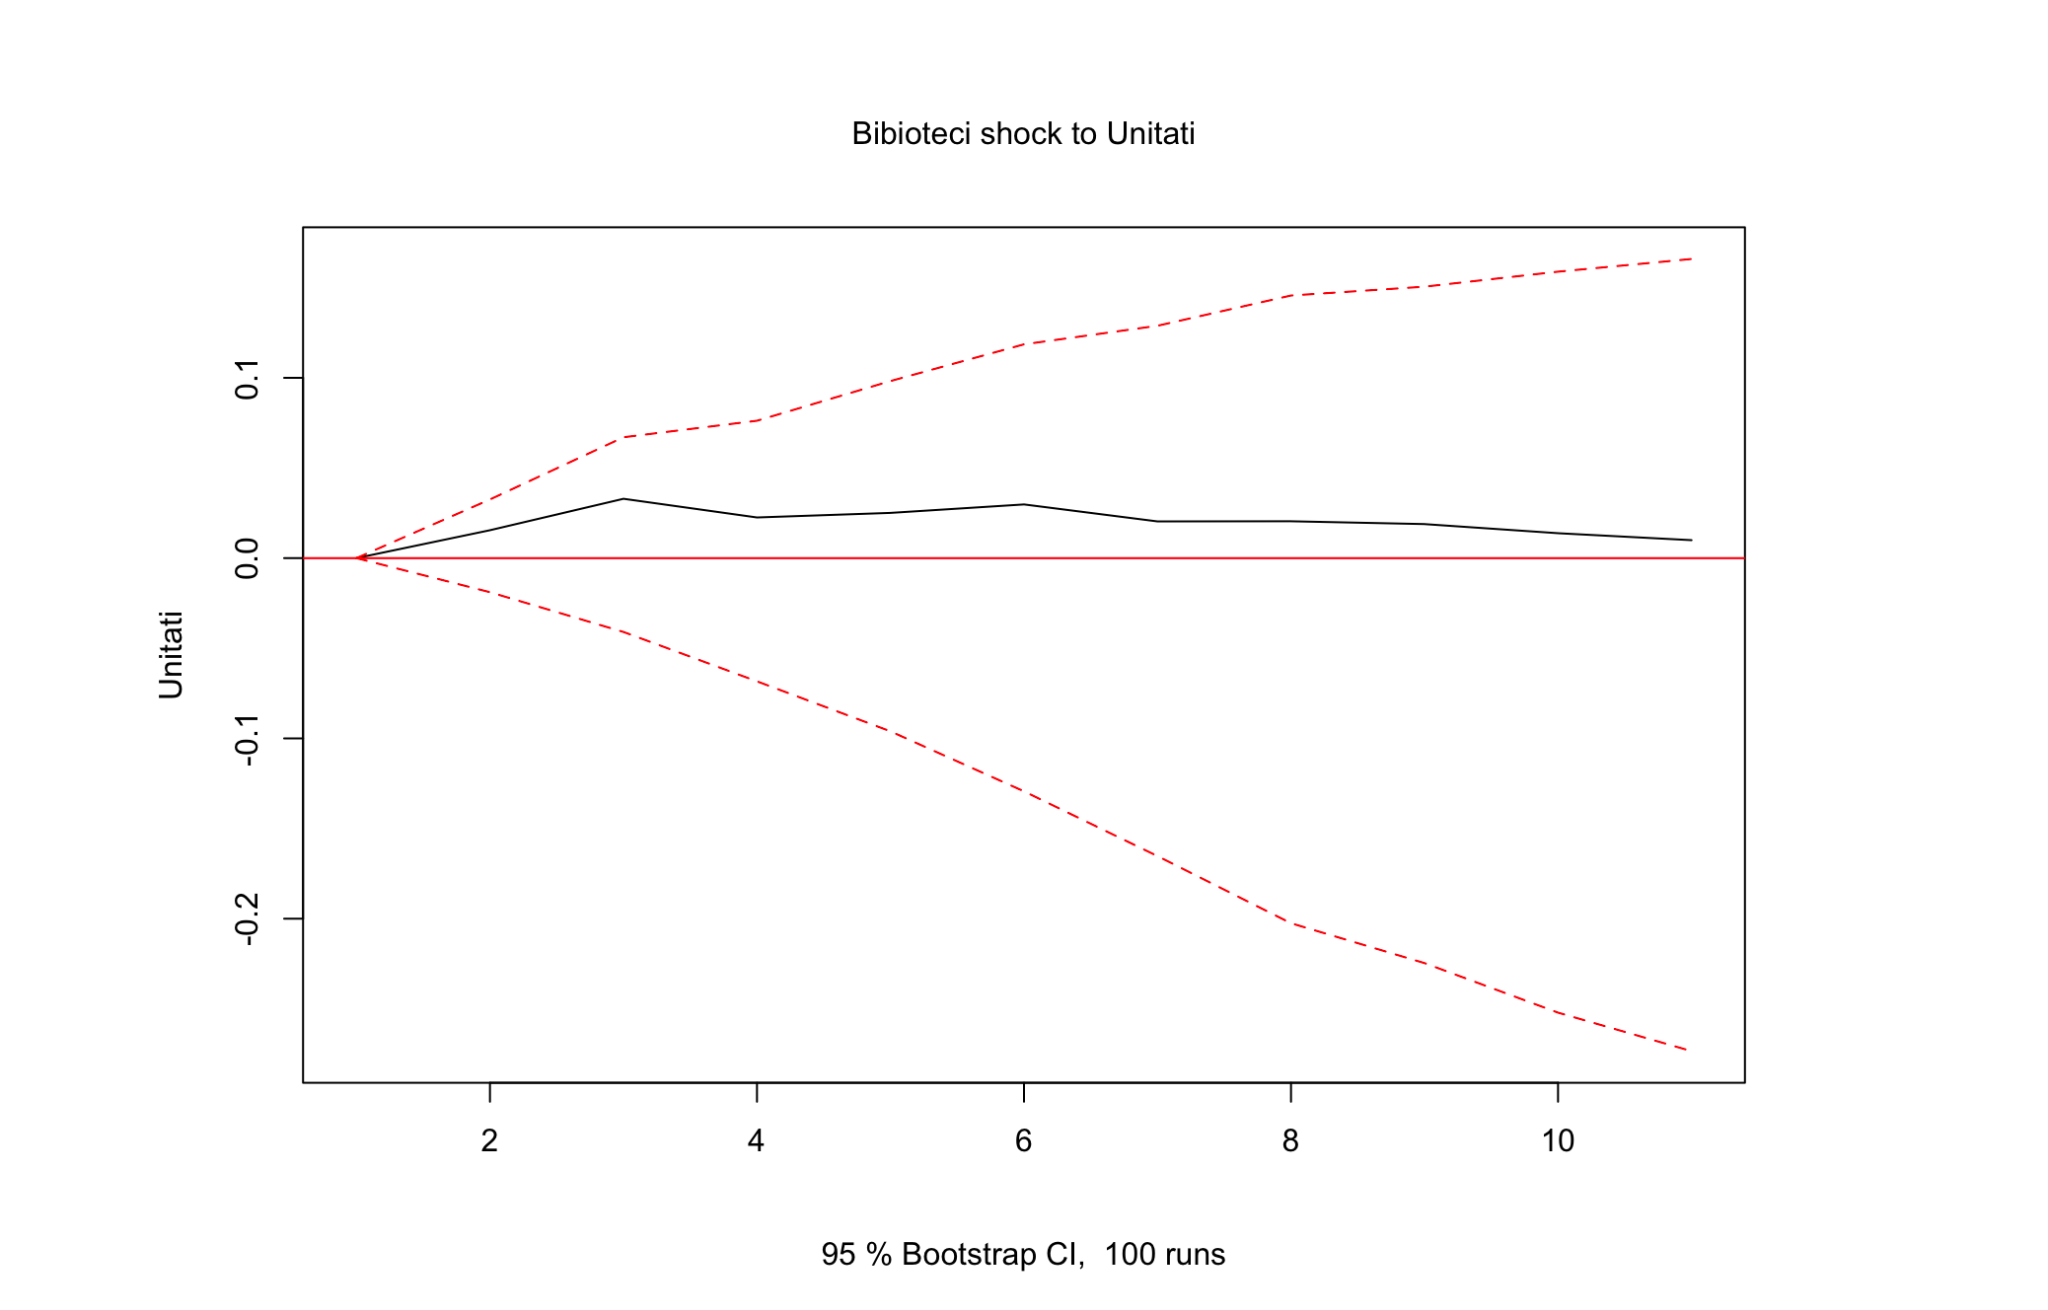 Bibioteci shock to Unitati
Unitati
0.1
0.0
-0.1
-0.2
2 4 6 8 10
95 % Bootstrap CI,  100 runs